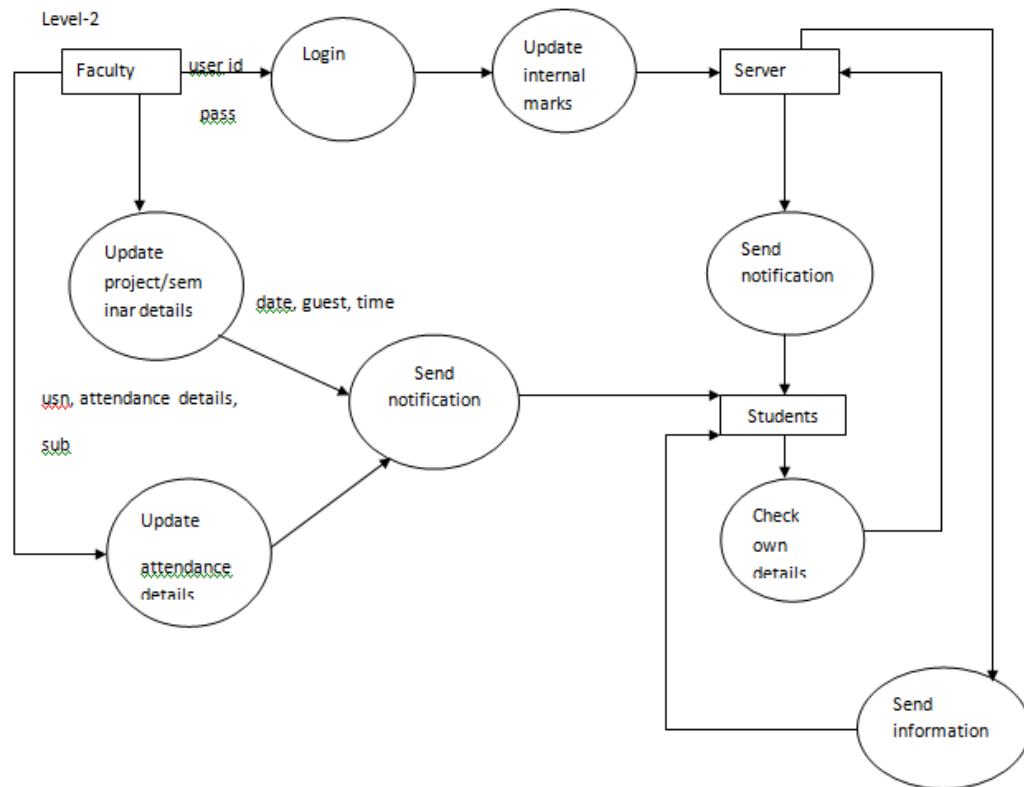 Level-2
Faculty
user id
pass
Login
Update
internal
marks
Server
Update
project/sem
inar details
date, guest, time
Send
notification
Send
notification
usn, attendance details,
sub
Students
Update
attendance
details
Check
own
details
Send
information